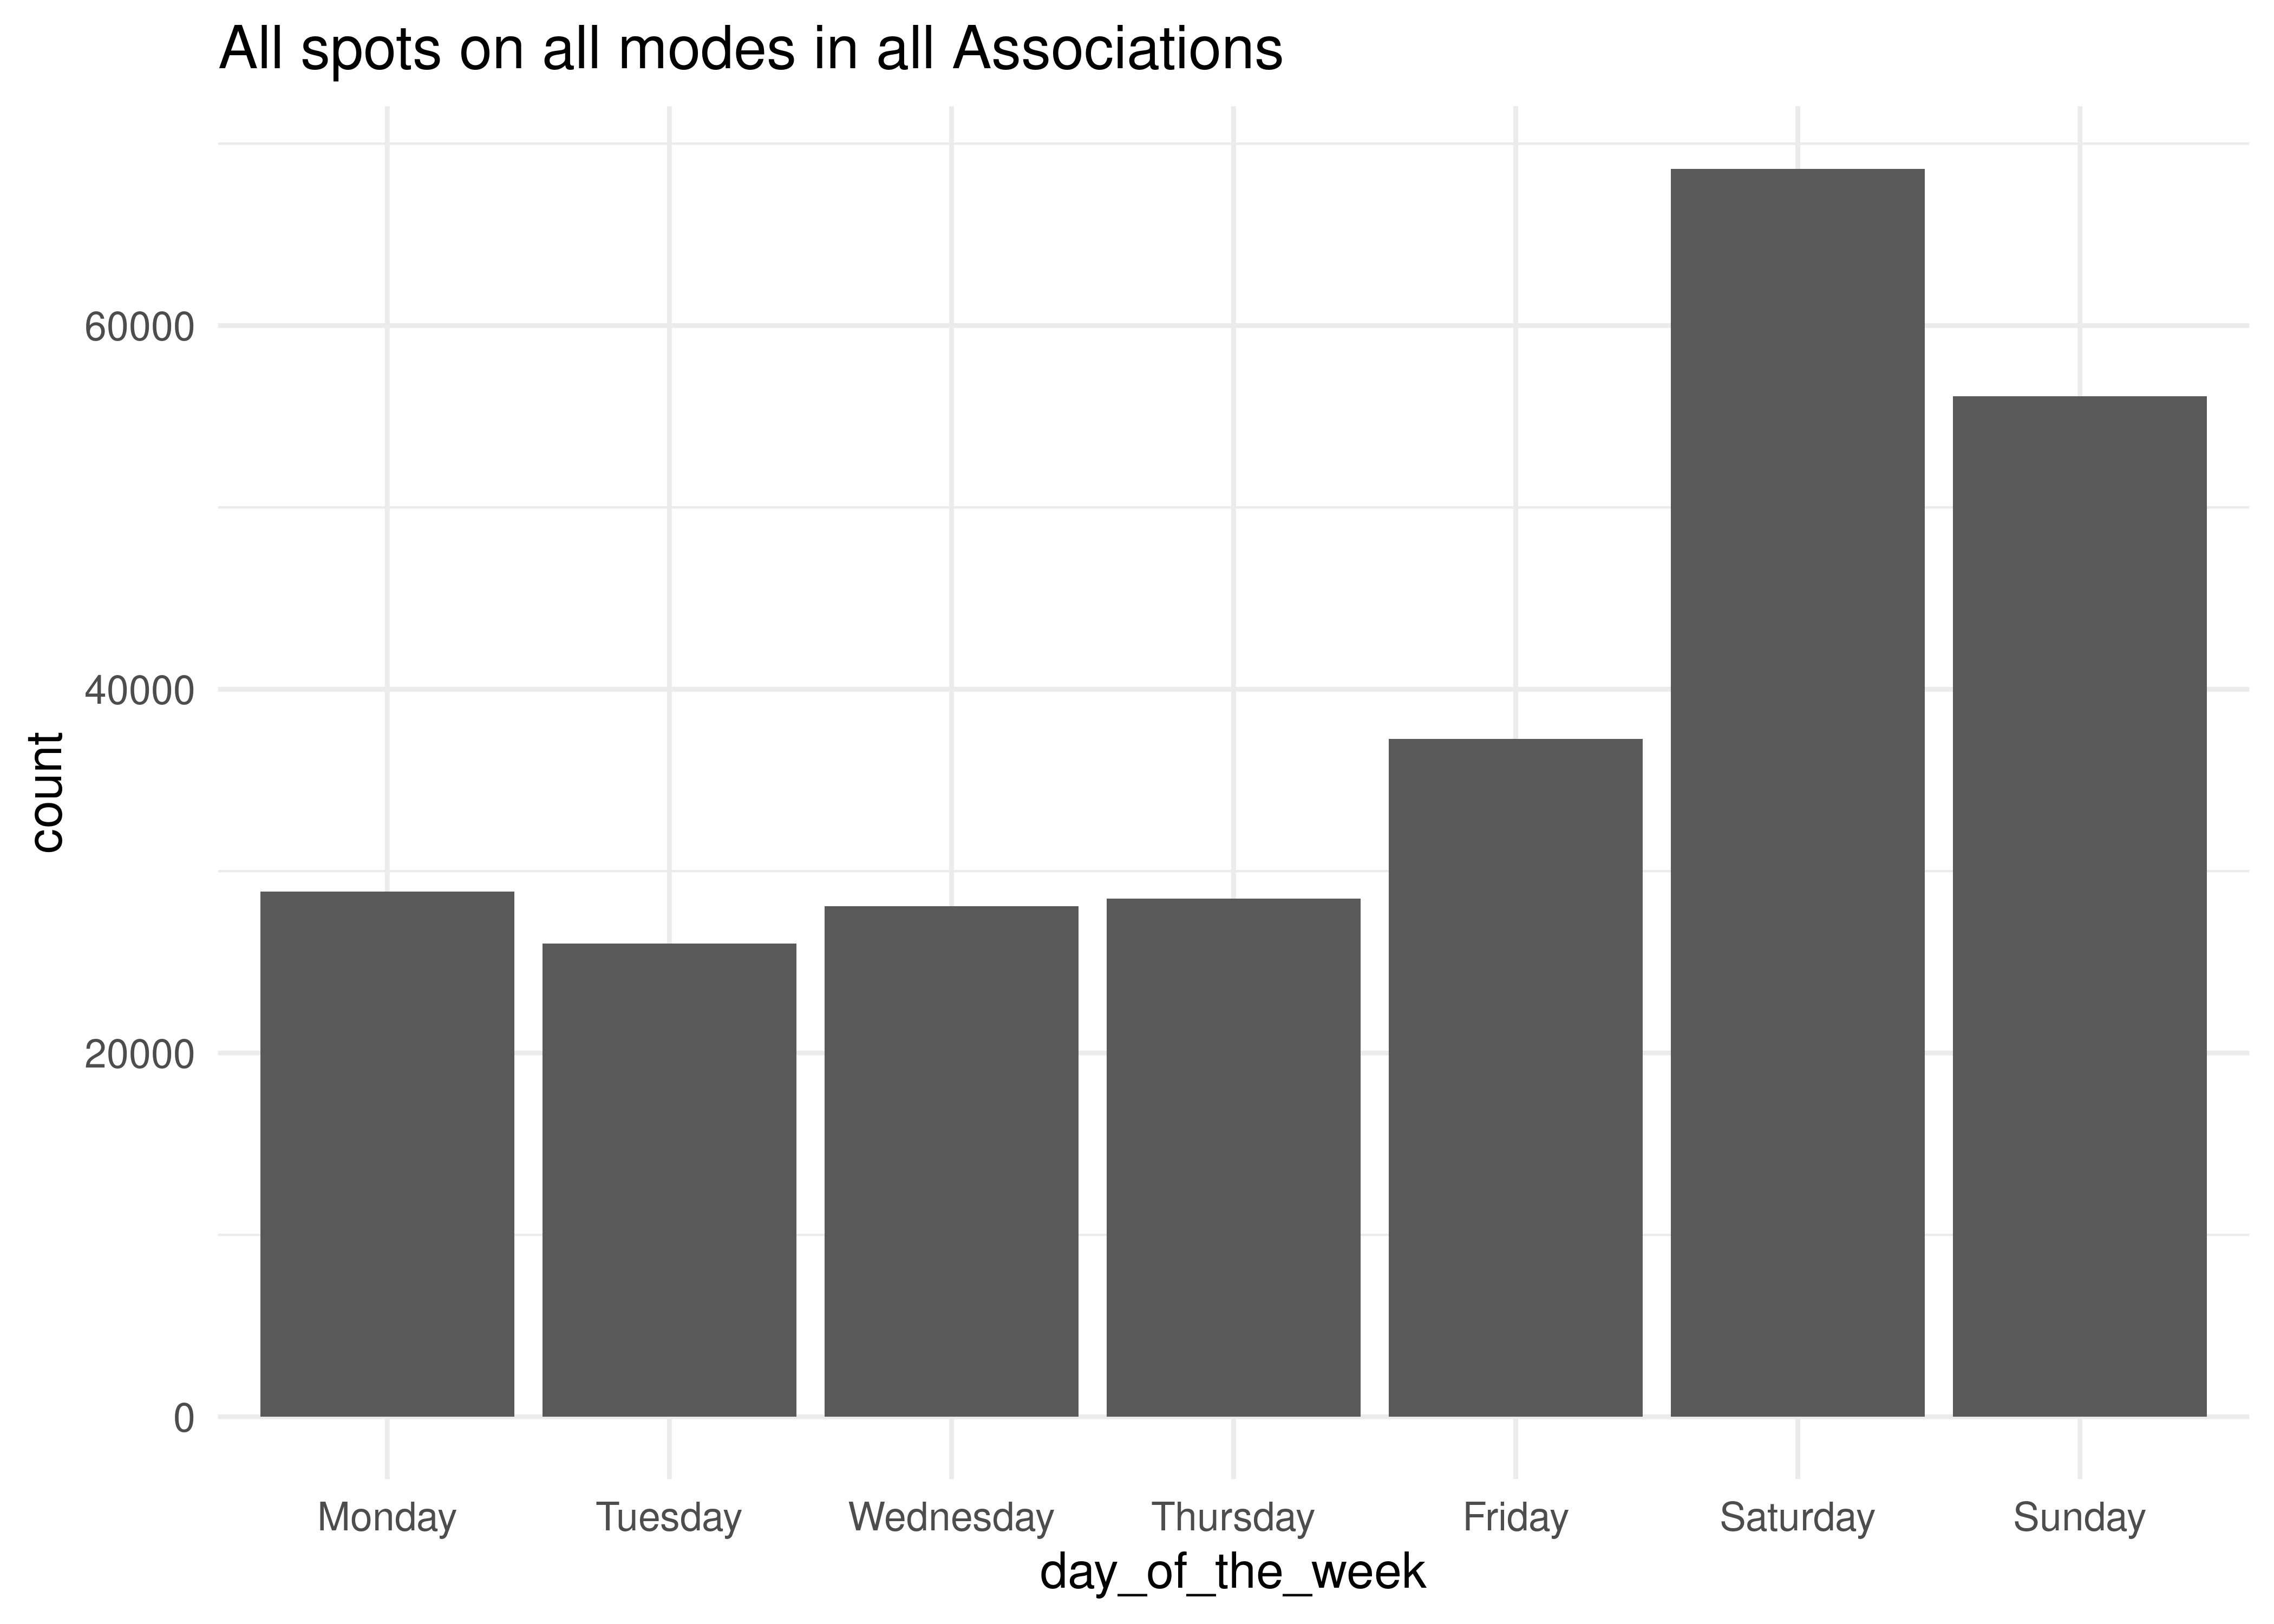 All spots on all modes in all Associations
count
60000
40000
20000
0
Monday Tuesday Wednesday Thursday Friday Saturday Sunday
day_of_the_week